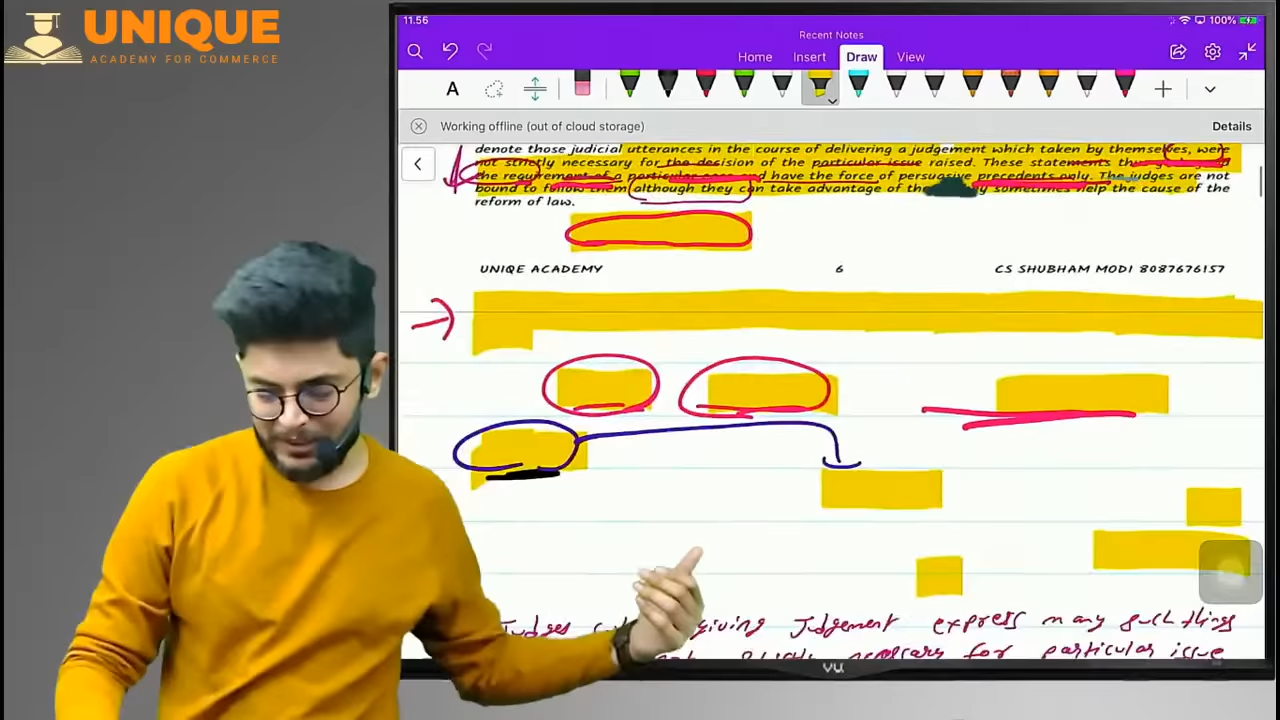 UNIQUE
ACADEMY FOR COMMERCE
11.56
100%
Recent Notes
Home Insert Draw View
A
Working offline (out of cloud storage) Details
denote those judicial utterances in the course of delivering a judgement which taken by themselves, were
not strictly necessary for the decision of the particular issue raised. These statements
the requirement of a particular case and have the force of persuasive precedents only. The judges are not
bound to follow them although they can take advantage of sometimes help the cause of the
reform of law.
UNIQE ACADEMY 6 CS SHUBHAM MODI 8087676157
Judges giving Judgement express many such things
necessary for particular issue
vu